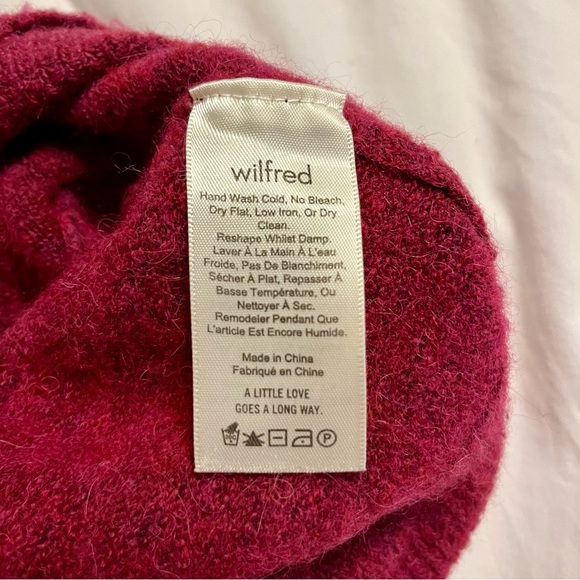 wilfred
Hand Wash Cold, No Bleach,
Dry Flat, Low Iron, Or Dry
Clean.
Reshape Whilst Damp.
Laver À La Main À L'eau
Froide, Pas De Blanchiment,
Sécher À Plat, Repasser À
Basse Température, Ou
Nettoyer À Sec.
Remodeler Pendant Que
L'article Est Encore Humide.
Made in China
Fabriqué en Chine
A LITTLE LOVE
GOES A LONG WAY.
P